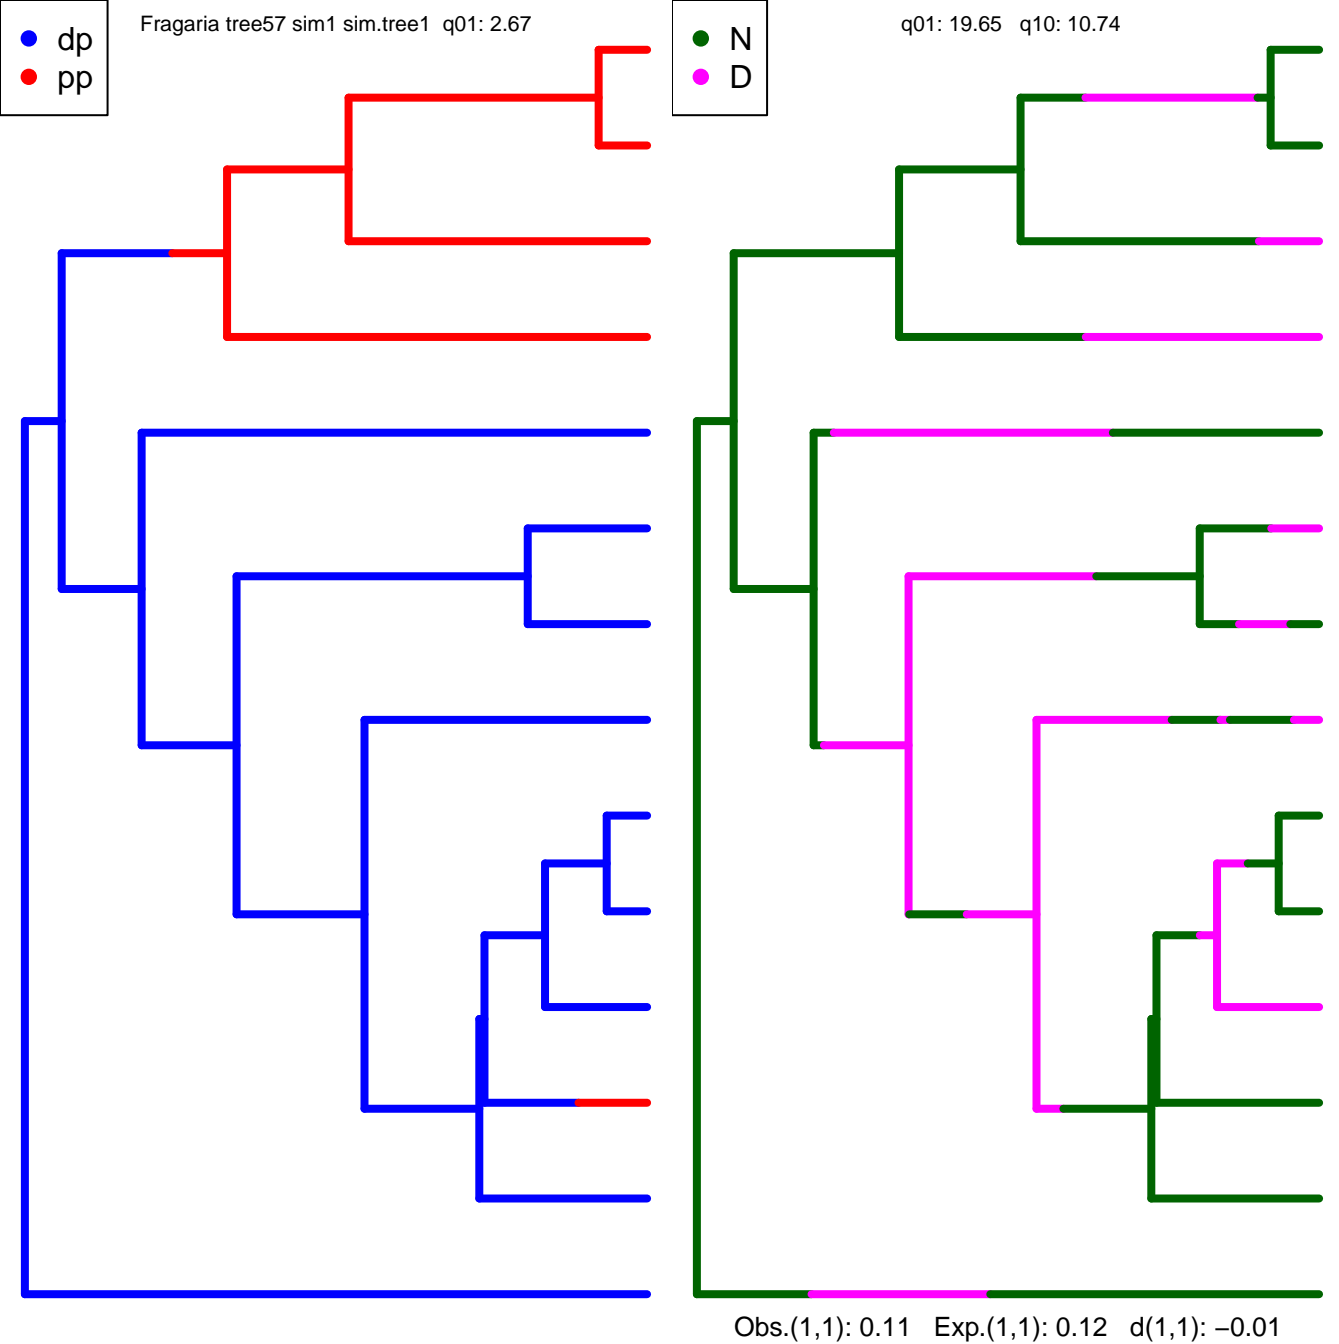 Fragaria tree57 sim1 sim.tree1  q01: 2.67
dp
pp
q01: 19.65   q10: 10.74
N
D
Obs.(1,1): 0.11   Exp.(1,1): 0.12   d(1,1): −0.01